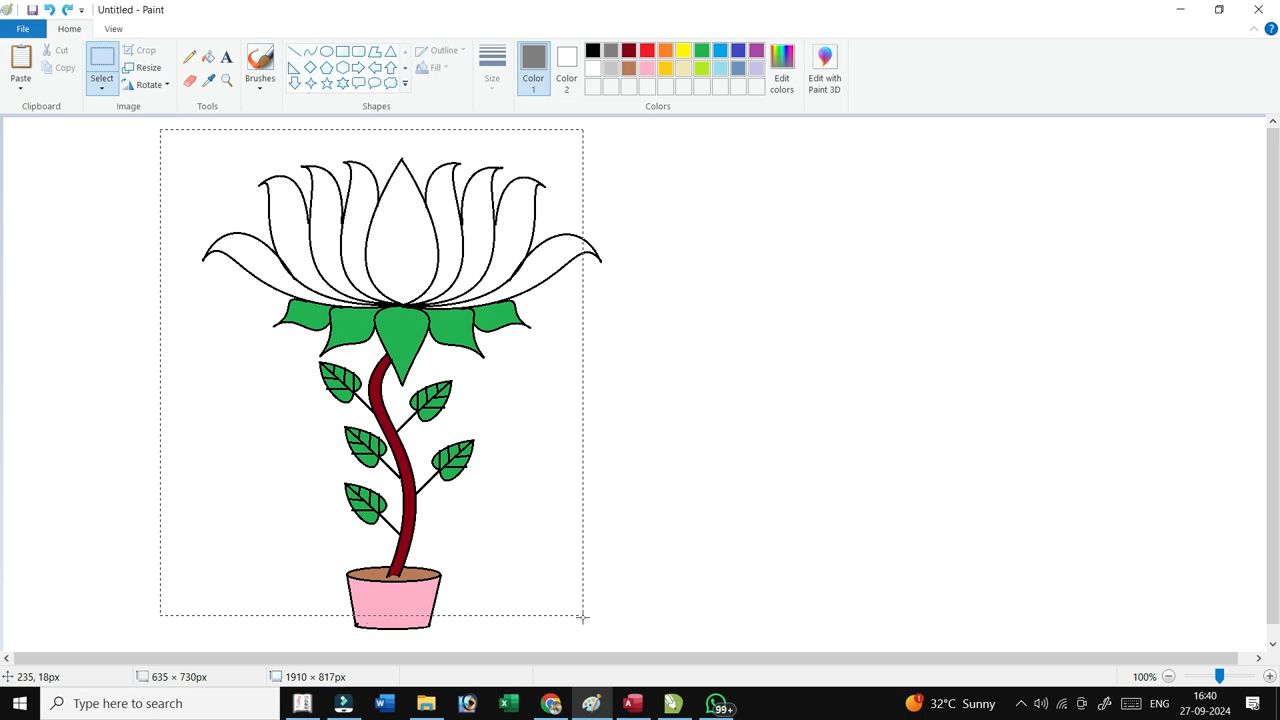 Untitled - Paint
File
Home
View
Paste
Cut
Copy
Clipboard
Select
Crop
Resize
Rotate
Image
Tools
A
Brushes
Shapes
Outline
Fill
Size
Color 1
Color 2
Colors
Edit colors
Edit with Paint 3D
235, 18px
635 × 730px
1910 × 817px
100%
Type here to search
99+
32°C Sunny
ENG
16:40
27-09-2024